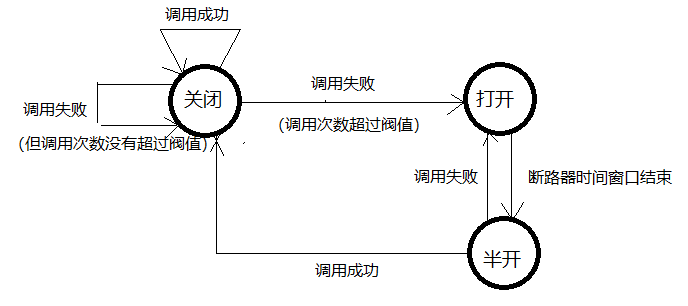 调用成功
关闭
调用失败
(但调用次数没有超过阀值)
调用失败
(调用次数超过阀值)
打开
调用失败
断路器时间窗口结束
半开
调用成功